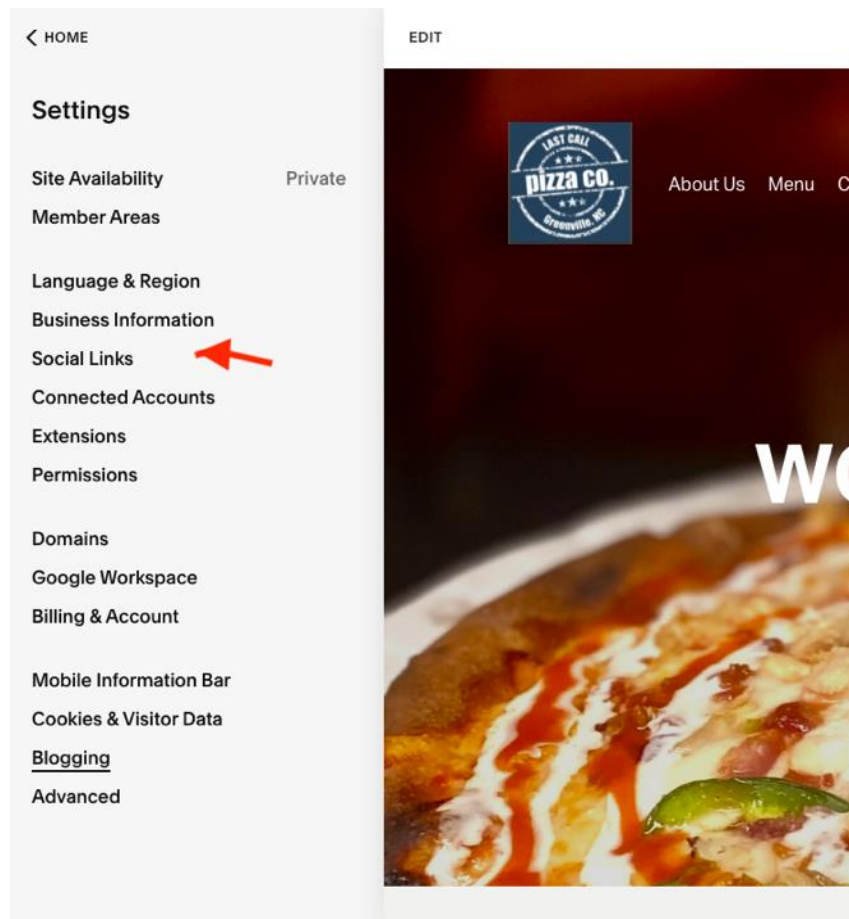 HOME
EDIT
Settings
Site Availability Private
Member Areas
Language & Region
Business Information
Social Links
Connected Accounts
Extensions
Permissions
Domains
Google Workspace
Billing & Account
Mobile Information Bar
Cookies & Visitor Data
Blogging
Advanced
LAST CALL
pizza co.
Greenville, NC
About Us Menu C
WO